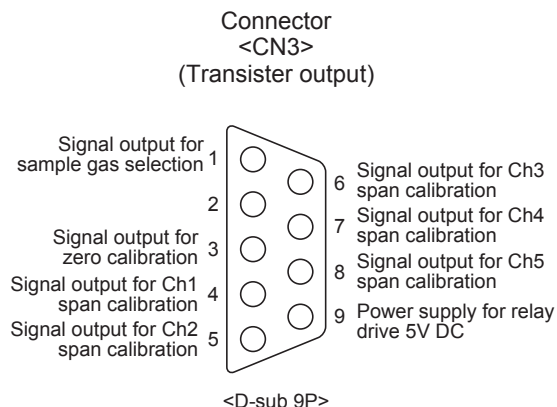 Connector
<CN3>
(Transister output)
Signal output for
sample gas selection 1
2
Signal output for
zero calibration 3
Signal output for Ch1
span calibration 4
Signal output for Ch2
span calibration 5
6 Signal output for Ch3
span calibration
7 Signal output for Ch4
span calibration
8 Signal output for Ch5
span calibration
9 Power supply for relay
drive 5V DC
<D-sub 9P>